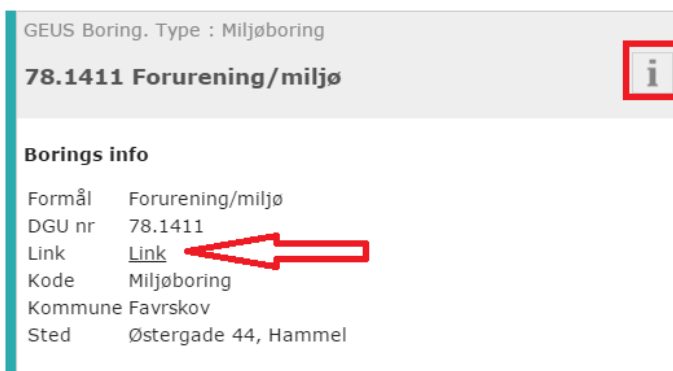 GEUS Boring. Type : Miljøboring
78.1411 Forurening/miljø
i
Borings info
Formål Forurening/miljø
DGU nr 78.1411
Link Link
Kode Miljøboring
Kommune Favrskov
Sted Østergade 44, Hammel